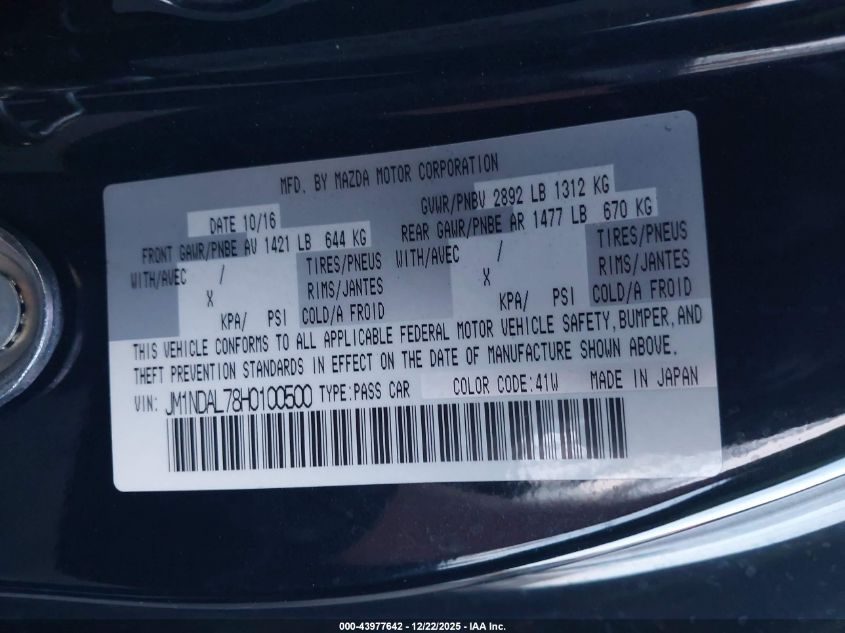 MFD. BY MAZDA MOTOR CORPORATION
DATE 10/16 GVWR/PNBV 2892 LB 1312 KG
FRONT GAWR/PNBE AV 1421 LB 644 KG REAR GAWR/PNBE AR 1477 LB 670 KG
WITH/AVEC / TIRES/PNEUS WITH/AVEC / TIRES/PNEUS
X RIMS/JANTES X RIMS/JANTES
KPA/ PSI COLD/A FROID KPA/ PSI COLD/A FROID
THIS VEHICLE CONFORMS TO ALL APPLICABLE FEDERAL MOTOR VEHICLE SAFETY, BUMPER, AND
THEFT PREVENTION STANDARDS IN EFFECT ON THE DATE OF MANUFACTURE SHOWN ABOVE.
VIN: JM1NDAL78H0100500 TYPE:PASS CAR COLOR CODE:41W MADE IN JAPAN
000-43977642 - 12/22/2025 - IAA Inc.